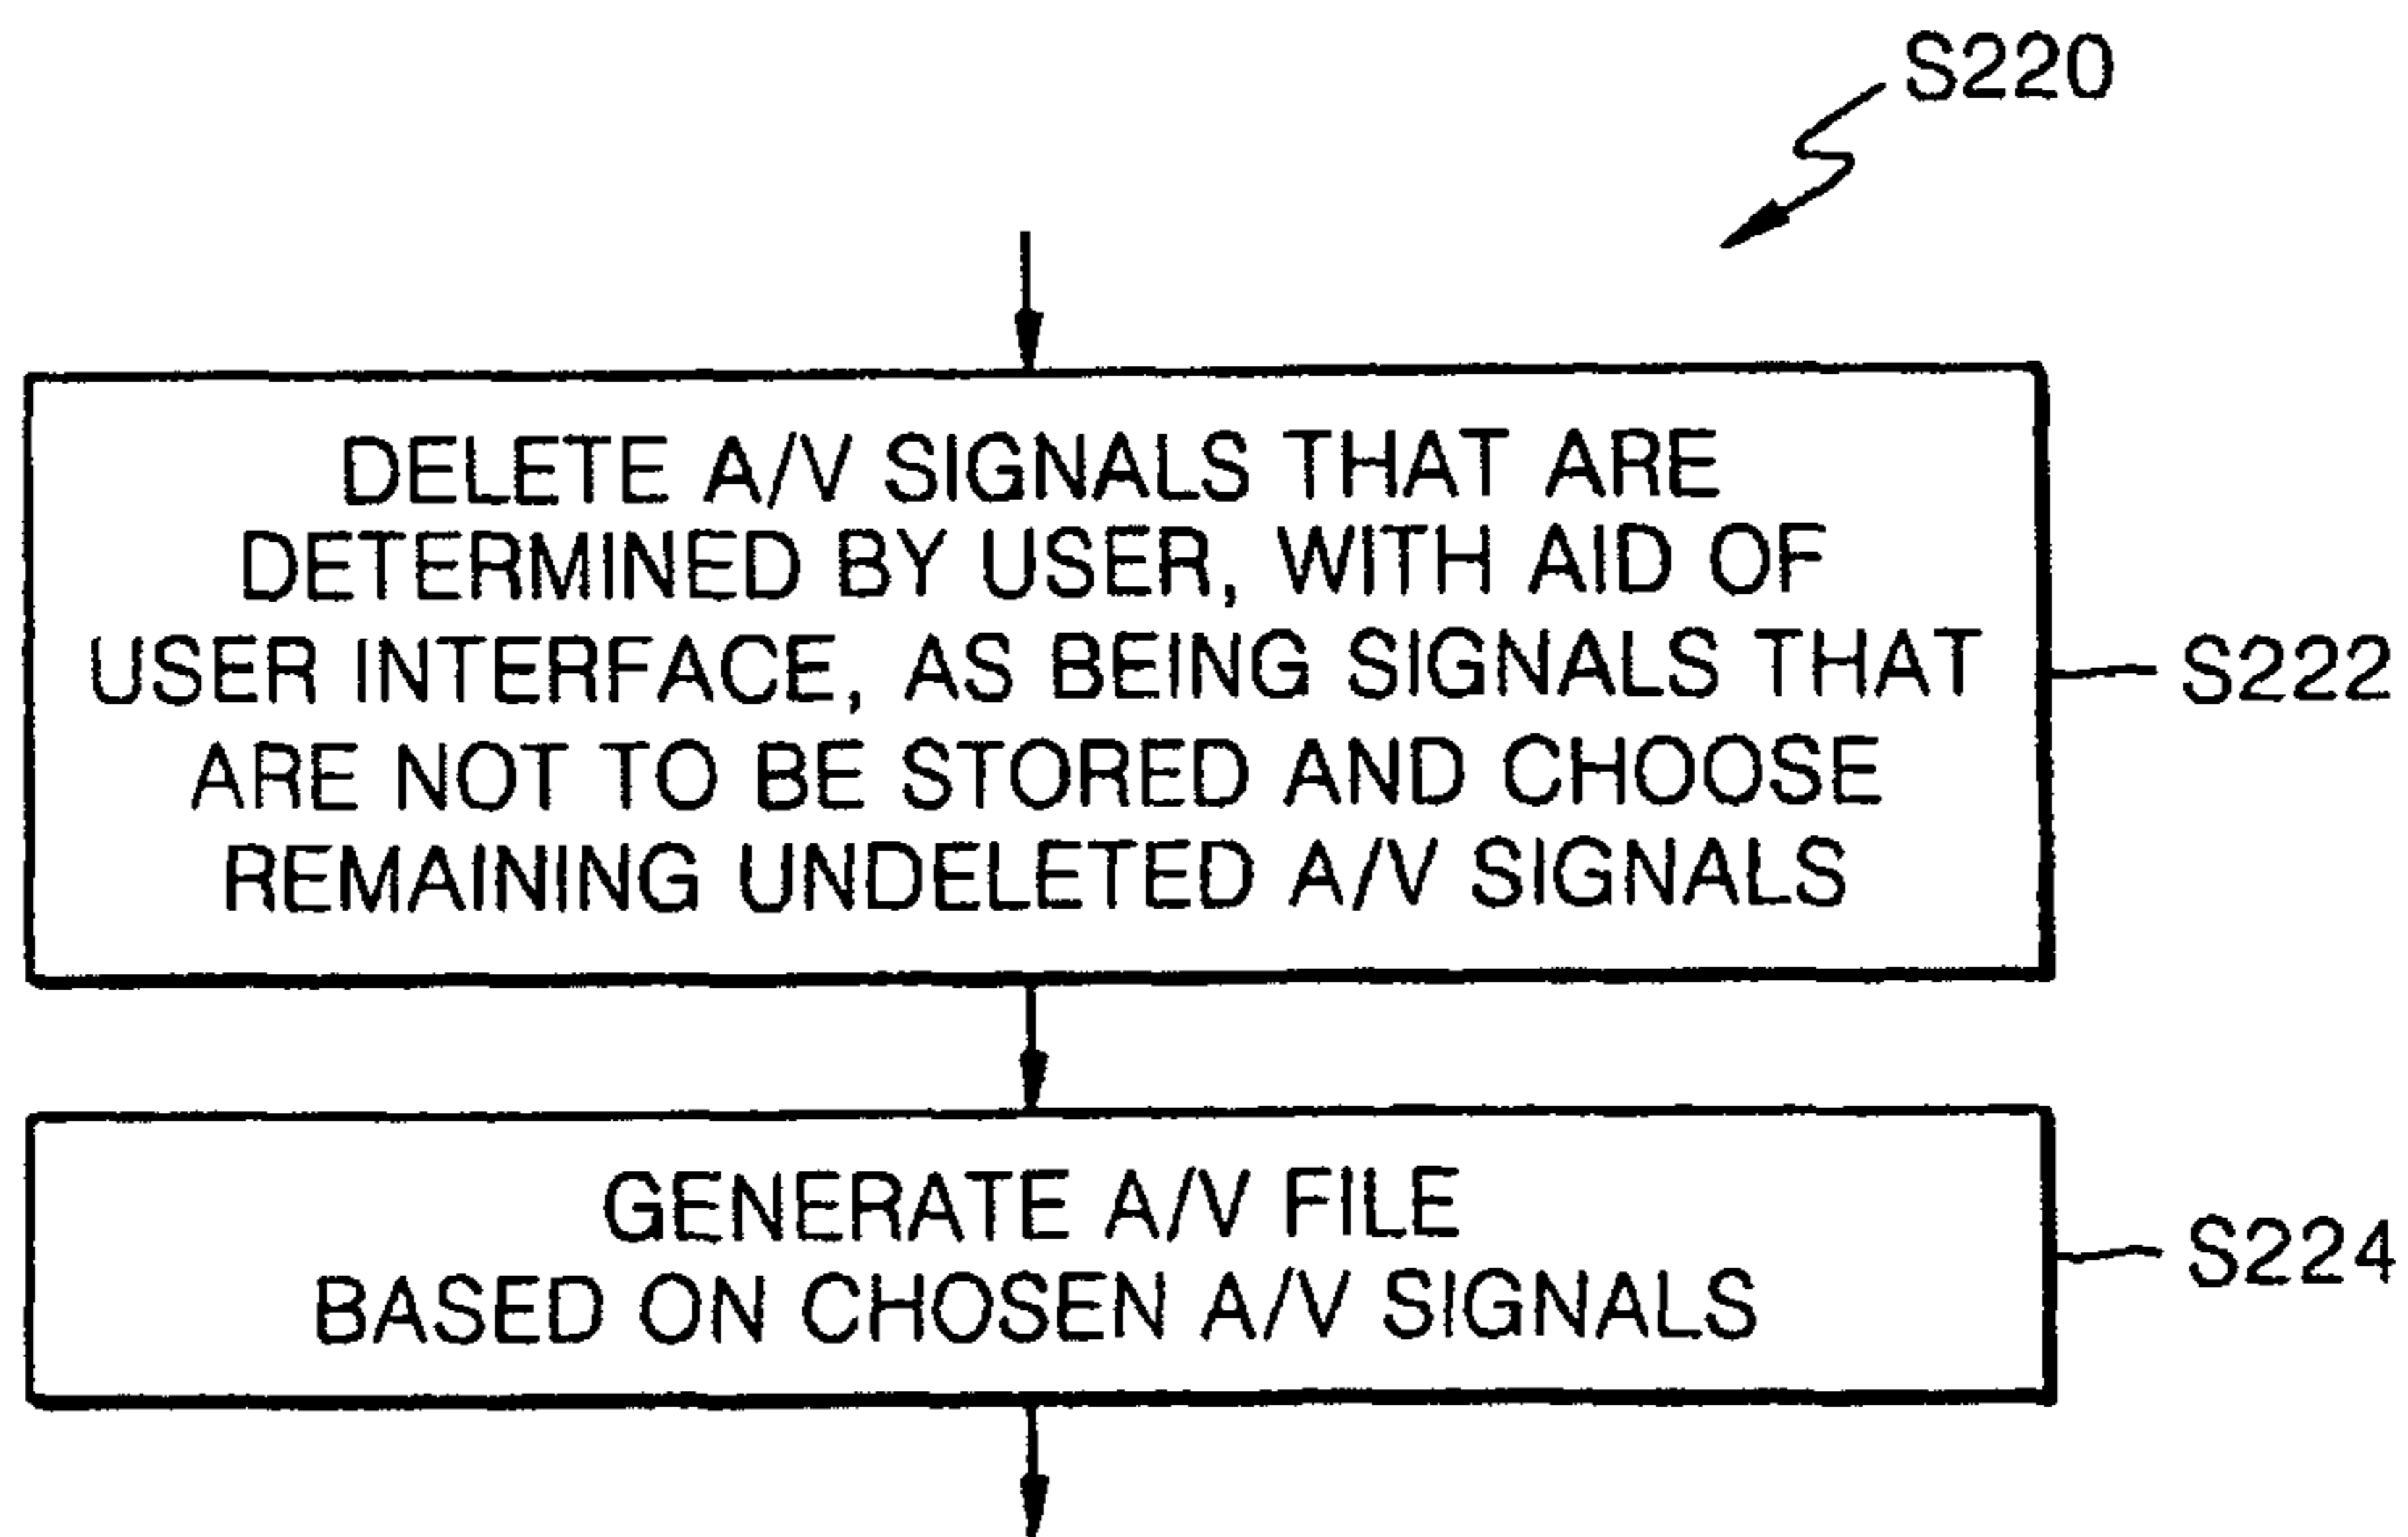 S220
DELETE A/V SIGNALS THAT ARE
DETERMINED BY USER, WITH AID OF
USER INTERFACE, AS BEING SIGNALS THAT
ARE NOT TO BE STORED AND CHOOSE
REMAINING UNDELETED A/V SIGNALS
S222
GENERATE A/V FILE
BASED ON CHOSEN A/V SIGNALS
S224